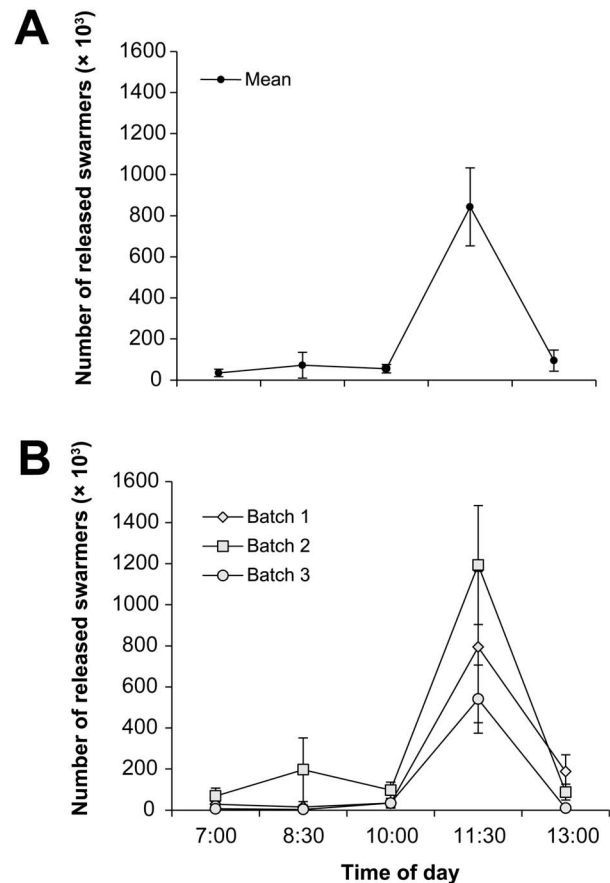 A
Number of released swarmers (× 10³)
1600
1400
1200
1000
800
600
400
200
0
Mean
B
Number of released swarmers (× 10³)
1600
1400
1200
1000
800
600
400
200
0
Batch 1
Batch 2
Batch 3
7:00 8:30 10:00 11:30 13:00
Time of day